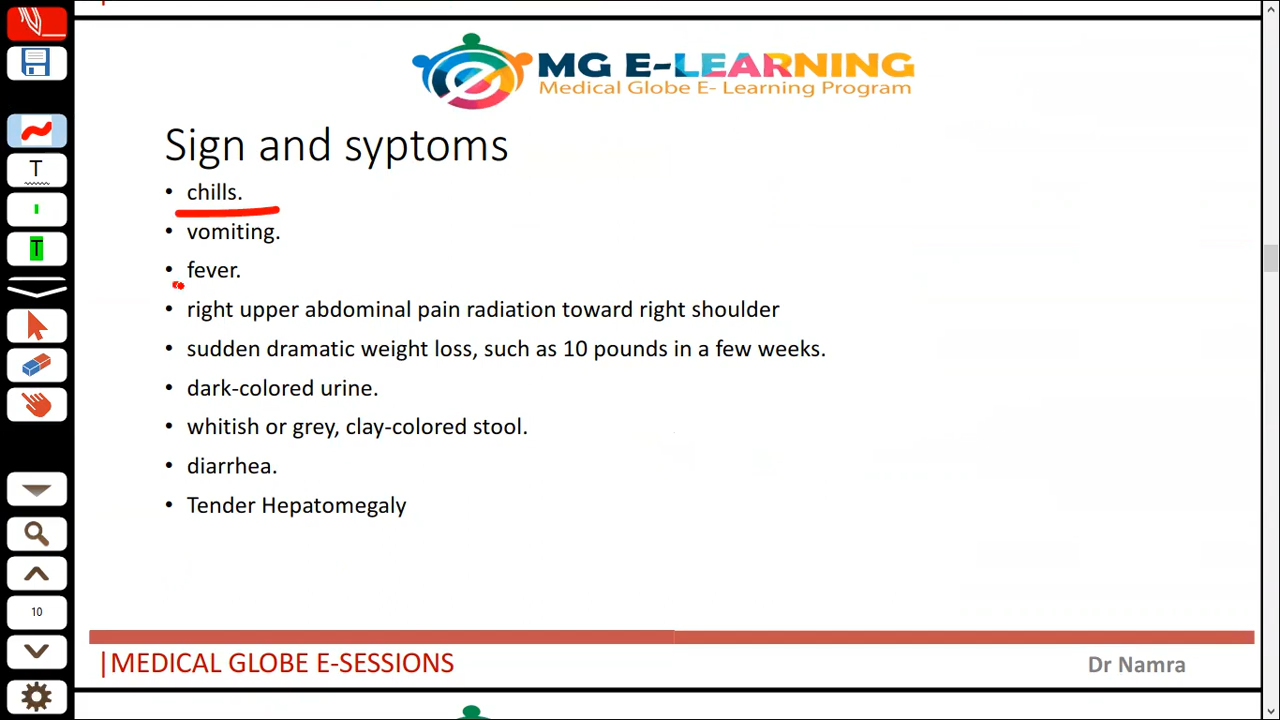 MG E-LEARNING
Medical Globe E- Learning Program
Sign and syptoms
• chills.
• vomiting.
• fever.
• right upper abdominal pain radiation toward right shoulder
• sudden dramatic weight loss, such as 10 pounds in a few weeks.
• dark-colored urine.
• whitish or grey, clay-colored stool.
• diarrhea.
• Tender Hepatomegaly
|MEDICAL GLOBE E-SESSIONS
Dr Namra
T
T
10